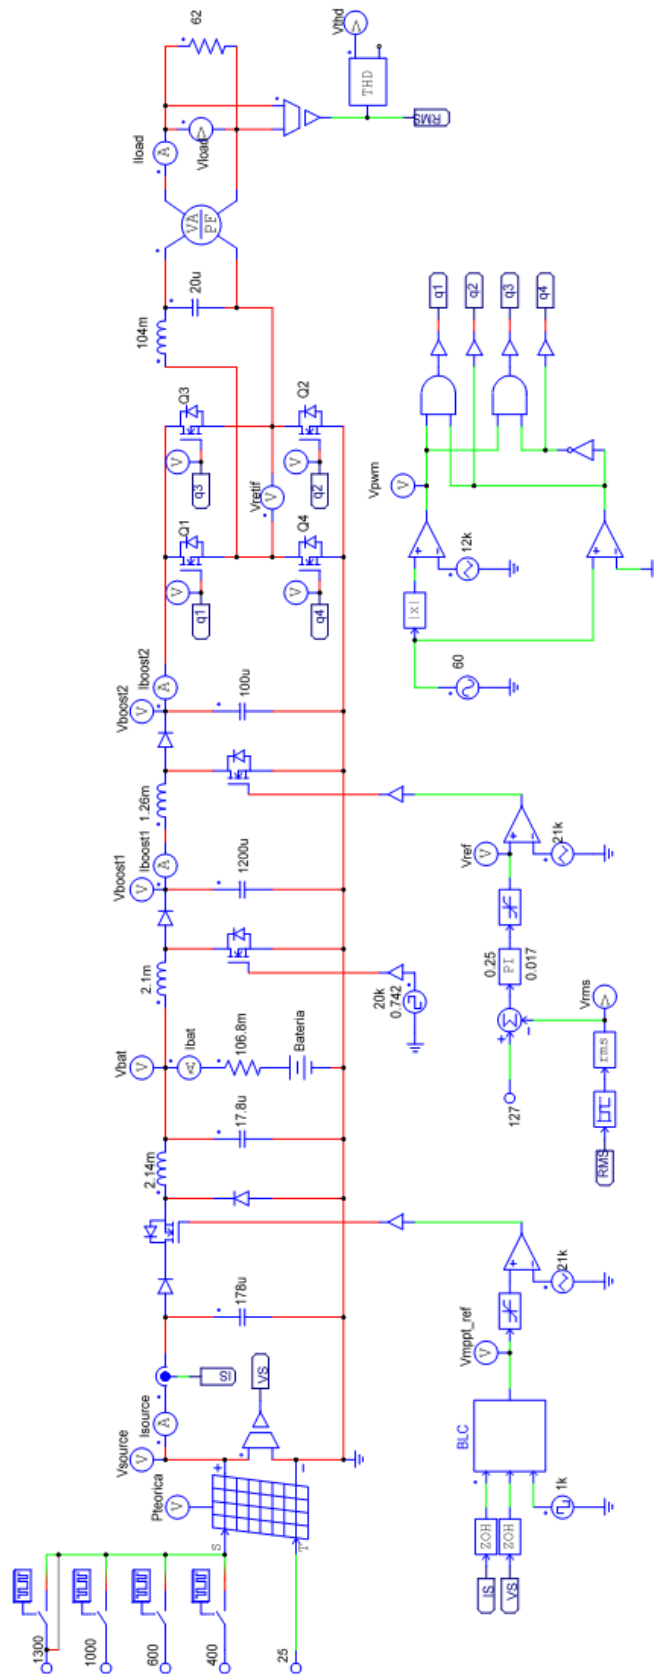 1300
1000
600
400
25
S
T
+
-
Pteorica
V
Vsource
V
Isource
A
IS
VS
178u
2.14m
17.8u
Vbat
V
Ibat
A
106.8m
Bateria
2.1m
20k
0.742
Vboost1
V
Iboost1
A
1200u
1.26m
Vboost2
V
Iboost2
A
100u
Q1
V
q1
Q3
V
q3
Vretif
V
Q4
V
q4
Q2
V
q2
104m
20u
VA
PF
Iload
A
Vload
V
62
Vthd
V
THD
RMS
IS
ZOH
VS
ZOH
1k
BLC
Vmppt_ref
V
+
-
21k
127
+
Σ
-
0.25
PI
0.017
RMS
rms
Vrms
V
Vref
V
+
-
21k
60
|x|
+
-
12k
Vpwm
V
+
-
q1
q2
q3
q4